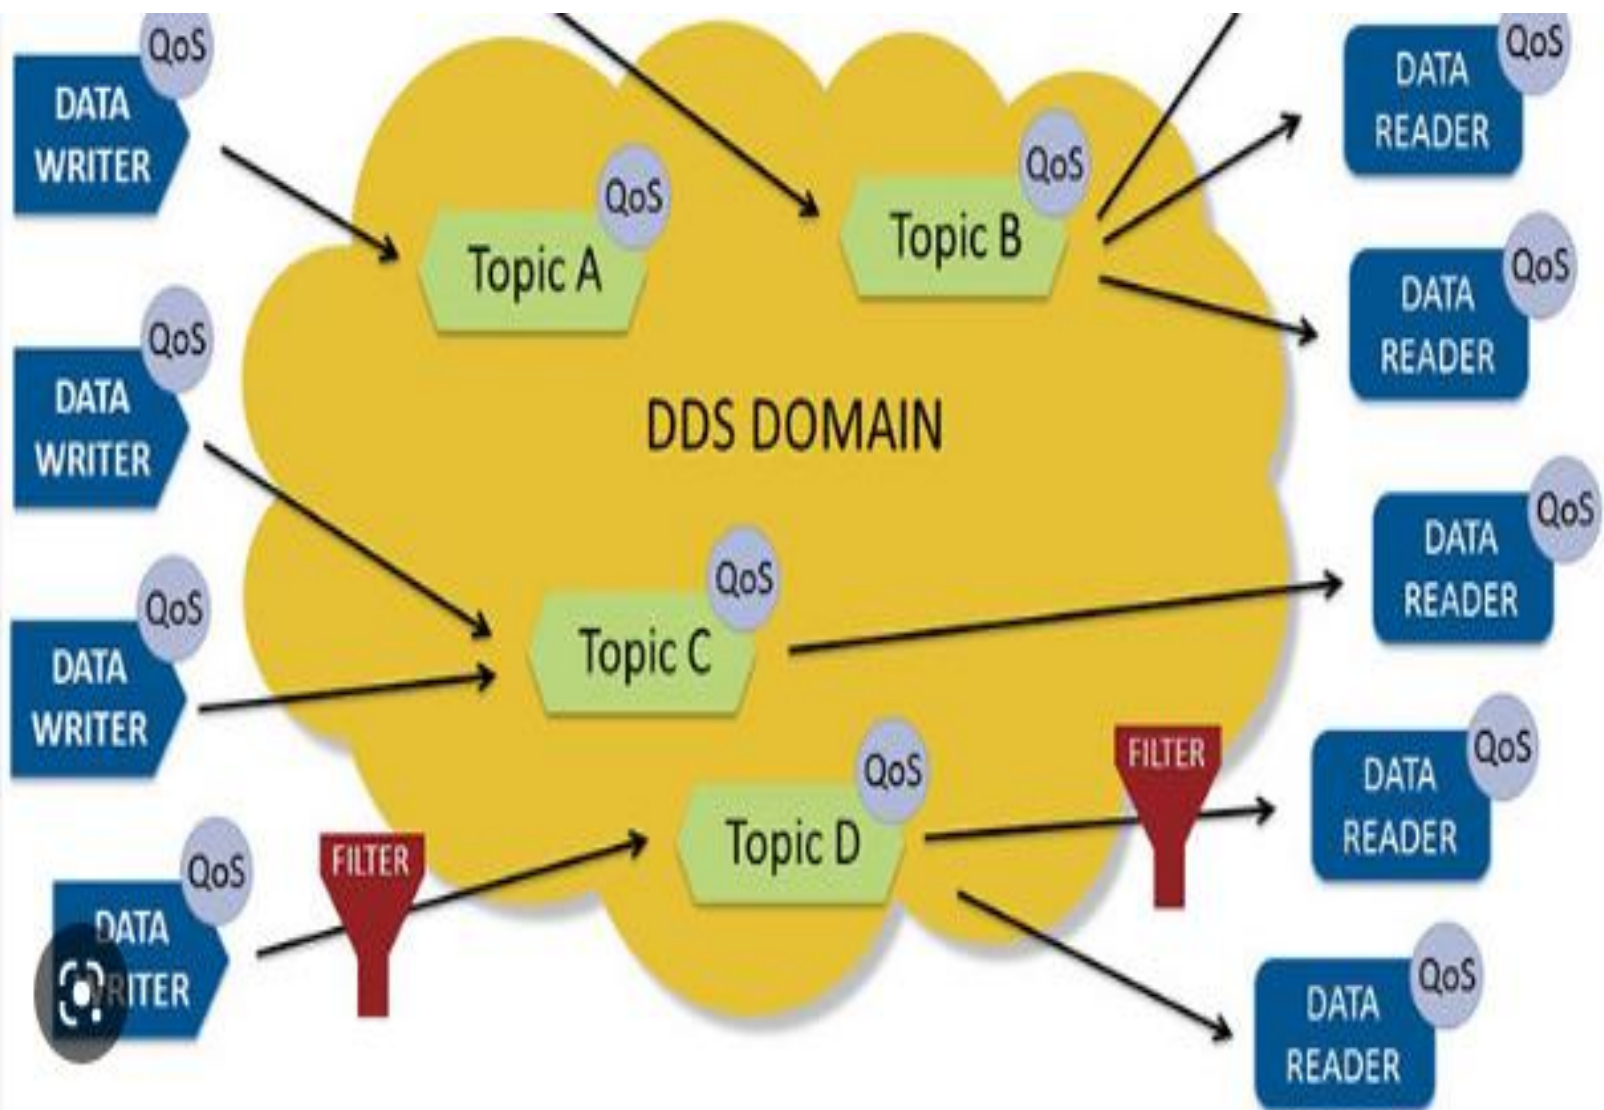 QoS
DATA
WRITER
QoS
DATA
WRITER
QoS
DATA
WRITER
QoS
DATA
WRITER
FILTER
QoS
Topic A
QoS
Topic B
DDS DOMAIN
QoS
Topic C
QoS
Topic D
FILTER
QoS
DATA
READER
QoS
DATA
READER
QoS
DATA
READER
QoS
DATA
READER
QoS
DATA
READER